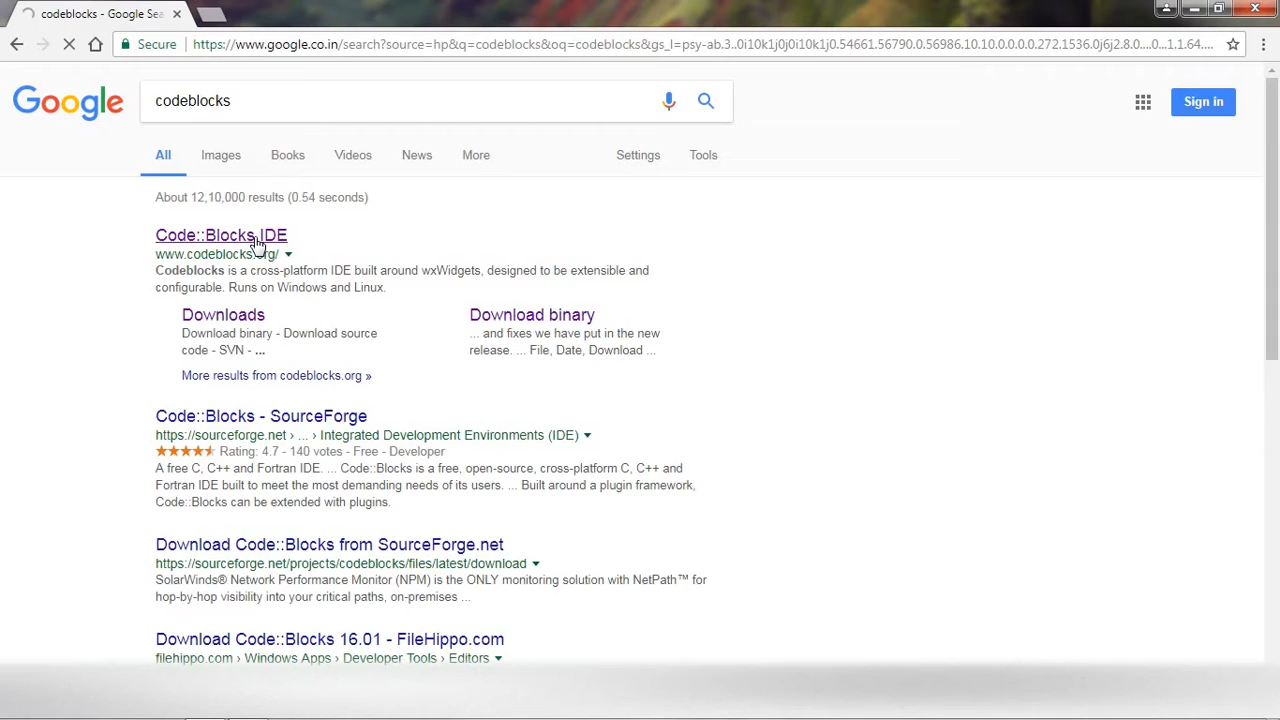 codeblocks - Google Sea
Secure
https://www.google.co.in/search?source=hp&q=codeblocks&oq=codeblocks&gs_l=psy-ab.3..0i10k1j0j0i10k1j0.54661.56790.0.56986.10.10.0.0.0.0.272.1536.0j6j2.8.0....0...1.1.64....
Google
codeblocks
Sign in
All Images Books Videos News More Settings Tools
About 12,10,000 results (0.54 seconds)
Code::Blocks IDE
www.codeblocks.org/
Codeblocks is a cross-platform IDE built around wxWidgets, designed to be extensible and
configurable. Runs on Windows and Linux.
Downloads
Download binary - Download source
code - SVN - ...
Download binary
... and fixes we have put in the new
release. ... File, Date, Download ...
More results from codeblocks.org »
Code::Blocks - SourceForge
https://sourceforge.net › ... › Integrated Development Environments (IDE)
Rating: 4.7 - 140 votes - Free - Developer
A free C, C++ and Fortran IDE. ... Code::Blocks is a free, open-source, cross-platform C, C++ and
Fortran IDE built to meet the most demanding needs of its users. ... Built around a plugin framework,
Code::Blocks can be extended with plugins.
Download Code::Blocks from SourceForge.net
https://sourceforge.net/projects/codeblocks/files/latest/download
SolarWinds® Network Performance Monitor (NPM) is the ONLY monitoring solution with NetPath™ for
hop-by-hop visibility into your critical paths, on-premises ...
Download Code::Blocks 16.01 - FileHippo.com
filehippo.com › Windows Apps › Developer Tools › Editors